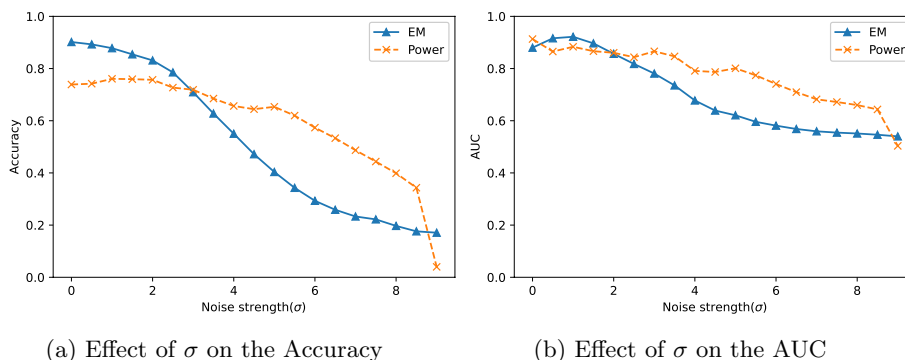 1.0
0.8
0.6
0.4
0.2
0.0
Accuracy
0 2 4 6 8
Noise strength(σ)
EM
Power
(a) Effect of σ on the Accuracy
1.0
0.8
0.6
0.4
0.2
0.0
AUC
0 2 4 6 8
Noise strength(σ)
EM
Power
(b) Effect of σ on the AUC